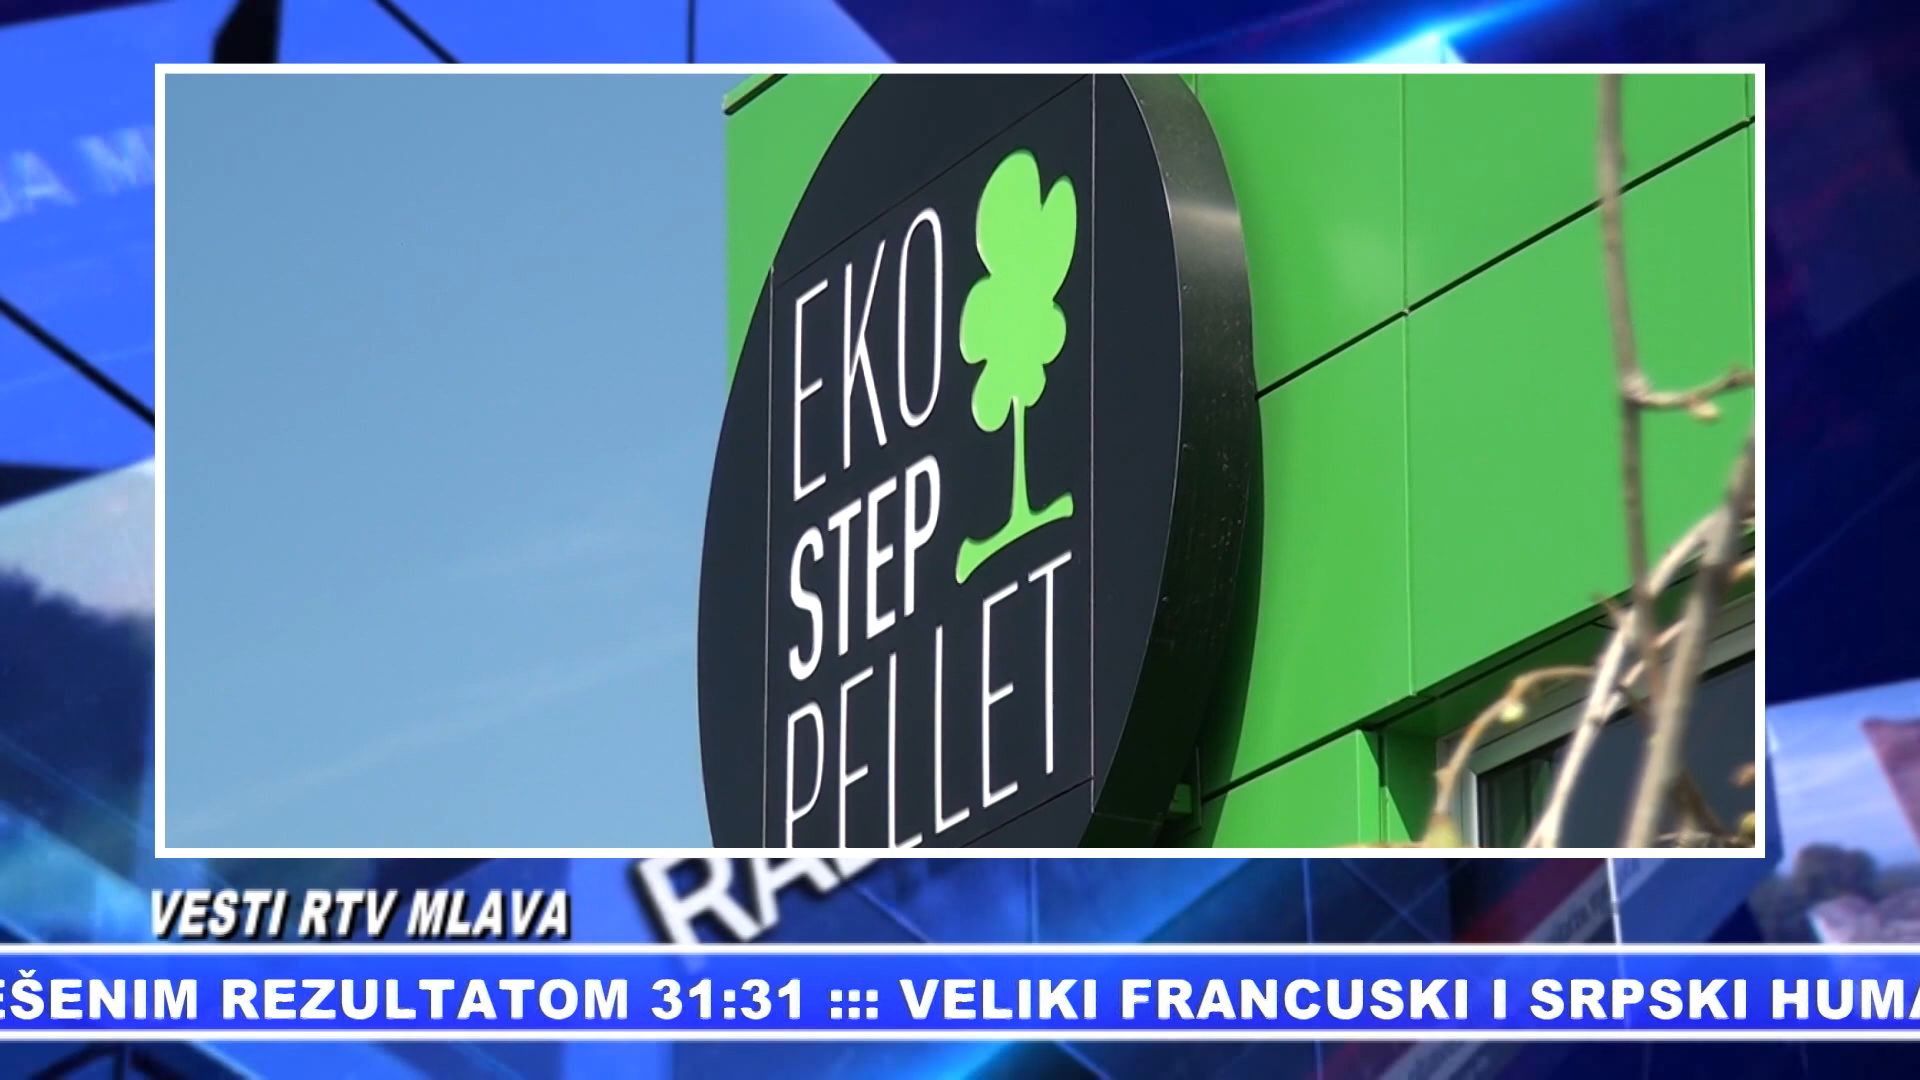 EKO
STEP
PELLET
VESTI RTV MLAVA
EŠENIM REZULTATOM 31:31 ::: VELIKI FRANCUSKI I SRPSKI HUMA